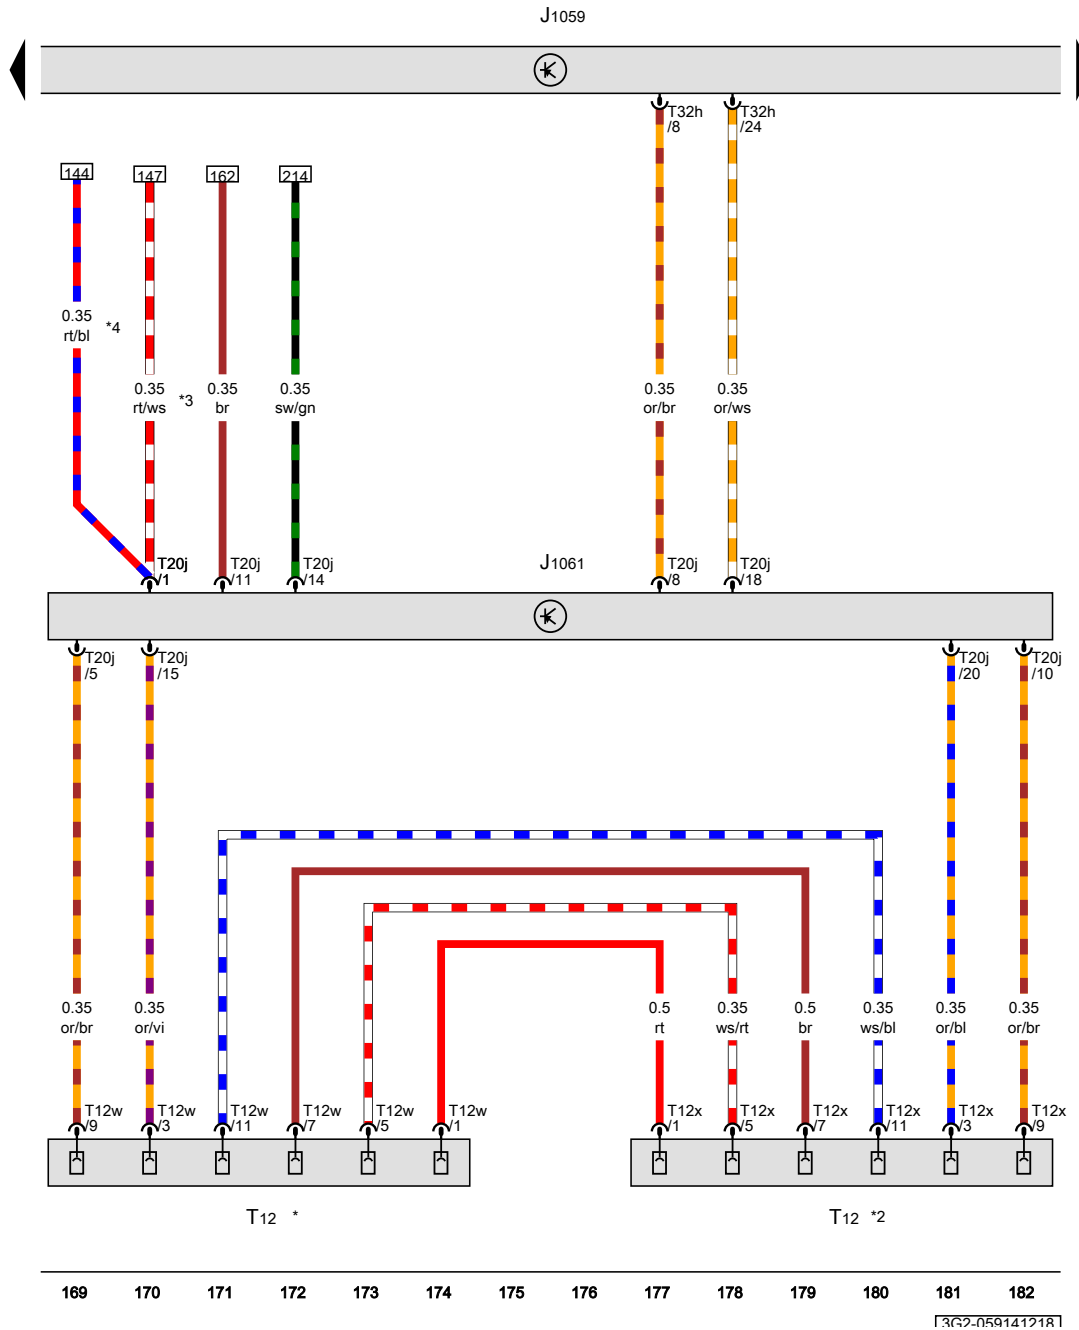 J1059
T32h
/8
T32h
/24
144
147
162
214
0.35
rt/bl
*4
0.35
rt/ws
*3
0.35
br
0.35
sw/gn
0.35
or/br
0.35
or/ws
T20j
/1
T20j
/11
T20j
/14
J1061
T20j
/8
T20j
/18
T20j
/5
T20j
/15
T20j
/20
T20j
/10
0.35
or/br
0.35
or/vi
0.5
rt
0.35
ws/rt
0.5
br
0.35
ws/bl
0.35
or/bl
0.35
or/br
T12w
/9
T12w
/3
T12w
/11
T12w
/7
T12w
/5
T12w
/1
T12x
/1
T12x
/5
T12x
/7
T12x
/11
T12x
/3
T12x
/9
T12 *
T12 *2
169 170 171 172 173 174 175 176 177 178 179 180 181 182
3G2-059141218